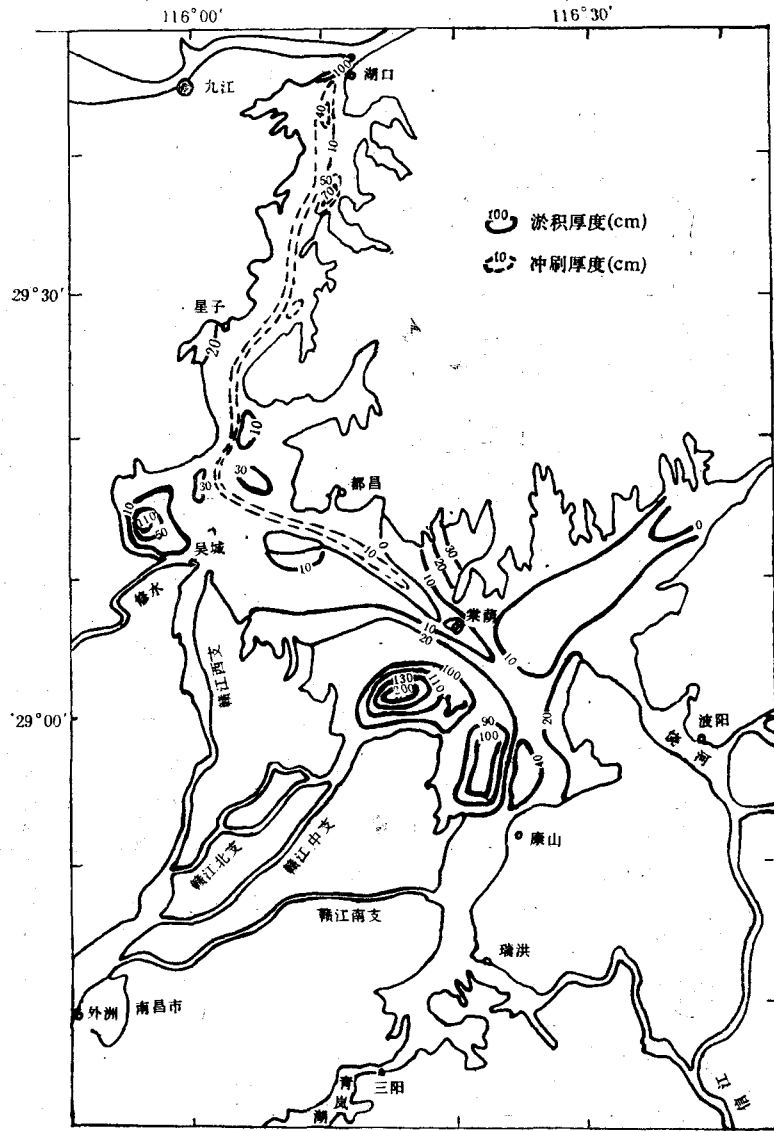 116°00′
116°30′
100
湖口
九江
40
10
50
70
100
淤积厚度(cm)
10
冲刷厚度(cm)
29°30′
星子
20
10
30
30
都昌
10
110
50
0
30
20
10
10
0
吴城
10
修水
棠荫
10
20
10
赣江西支
100
130
110
200
29°00′
90
100
20
40
波阳
饶河
康山
赣江北支
赣江中支
赣江南支
瑞洪
外洲
南昌市
青岚湖
三阳
信江